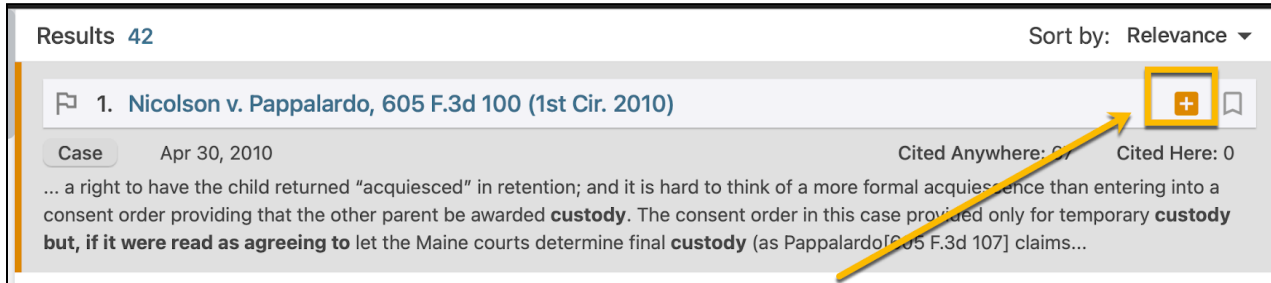 Results 42 Sort by: Relevance
1. Nicolson v. Pappalardo, 605 F.3d 100 (1st Cir. 2010)
Case Apr 30, 2010 Cited Anywhere: 67 Cited Here: 0
... a right to have the child returned “acquiesced” in retention; and it is hard to think of a more formal acquiescence than entering into a
consent order providing that the other parent be awarded custody. The consent order in this case provided only for temporary custody
but, if it were read as agreeing to let the Maine courts determine final custody (as Pappalardo[605 F.3d 107] claims...